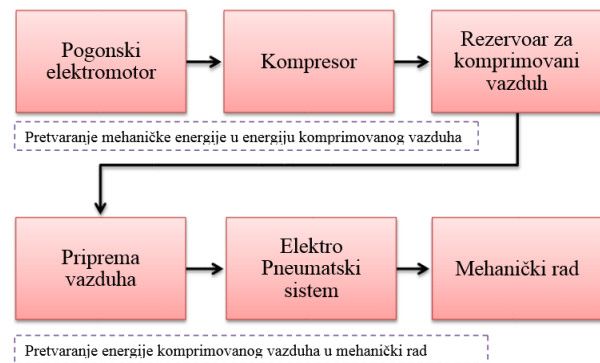 Pogonski
elektromotor
Kompresor
Rezervoar za
komprimovani
vazduh
Pretvaranje mehaničke energije u energiju komprimovanog vazduha
Priprema
vazduha
Elektro
Pneumatski
sistem
Mehanički rad
Pretvaranje energije komprimovanog vazduha u mehanički rad